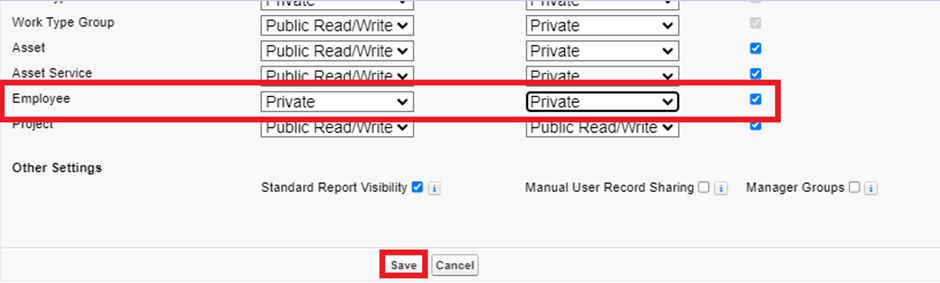 Private Private
Work Type Group Public Read/Write Private
Asset Public Read/Write Private
Asset Service Public Read/Write Private
Employee Private Private
Project Public Read/Write Public Read/Write
Other Settings
Standard Report Visibility i Manual User Record Sharing i Manager Groups i
Save Cancel